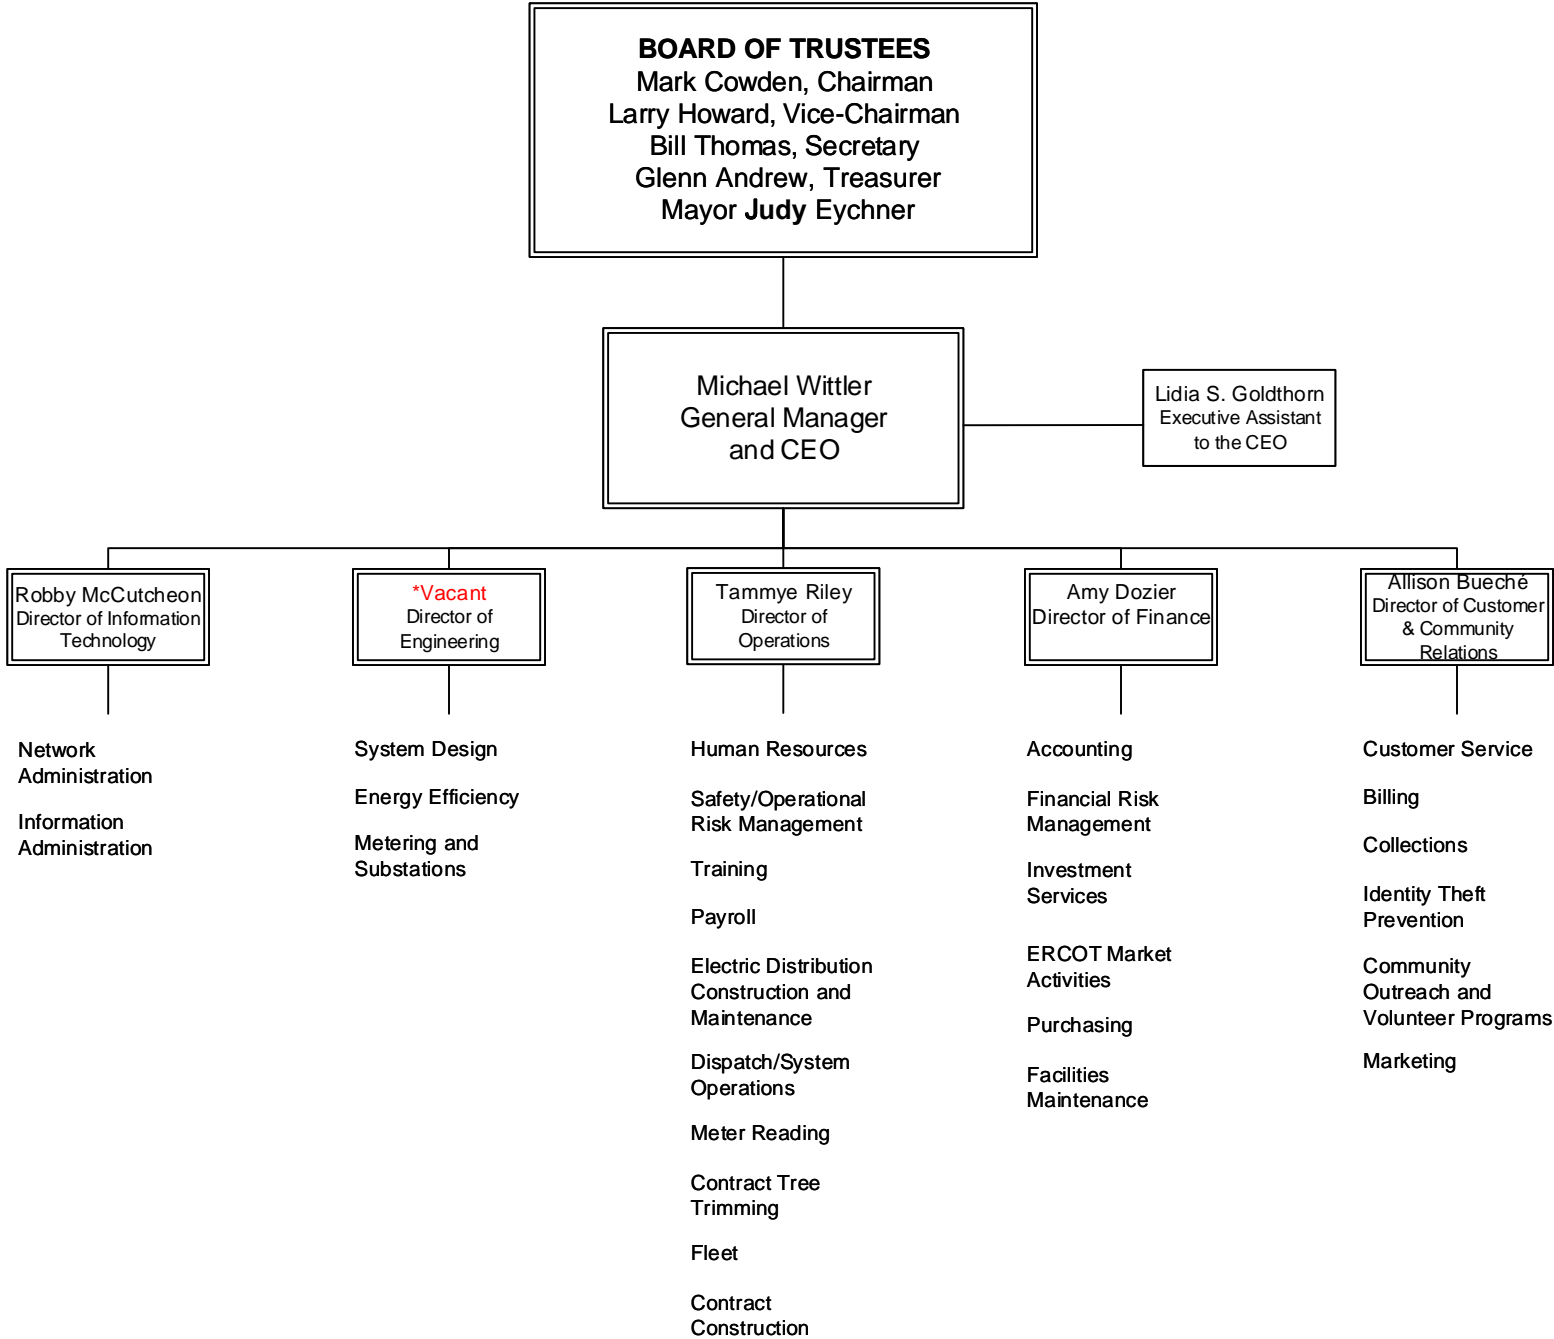 BOARD OF TRUSTEES
Mark Cowden, Chairman
Larry Howard, Vice-Chairman
Bill Thomas, Secretary
Glenn Andrew, Treasurer
Mayor Judy Eychner
Michael Wittler
General Manager
and CEO
Lidia S. Goldthorn
Executive Assistant
to the CEO
Robby McCutcheon
Director of Information
Technology
*Vacant
Director of
Engineering
Tammye Riley
Director of
Operations
Amy Dozier
Director of Finance
Allison Bueché
Director of Customer
& Community
Relations
Network
Administration
Information
Administration
System Design
Energy Efficiency
Metering and
Substations
Human Resources
Safety/Operational
Risk Management
Training
Payroll
Electric Distribution
Construction and
Maintenance
Dispatch/System
Operations
Meter Reading
Contract Tree
Trimming
Fleet
Contract
Construction
Accounting
Financial Risk
Management
Investment
Services
ERCOT Market
Activities
Purchasing
Facilities
Maintenance
Customer Service
Billing
Collections
Identity Theft
Prevention
Community
Outreach and
Volunteer Programs
Marketing